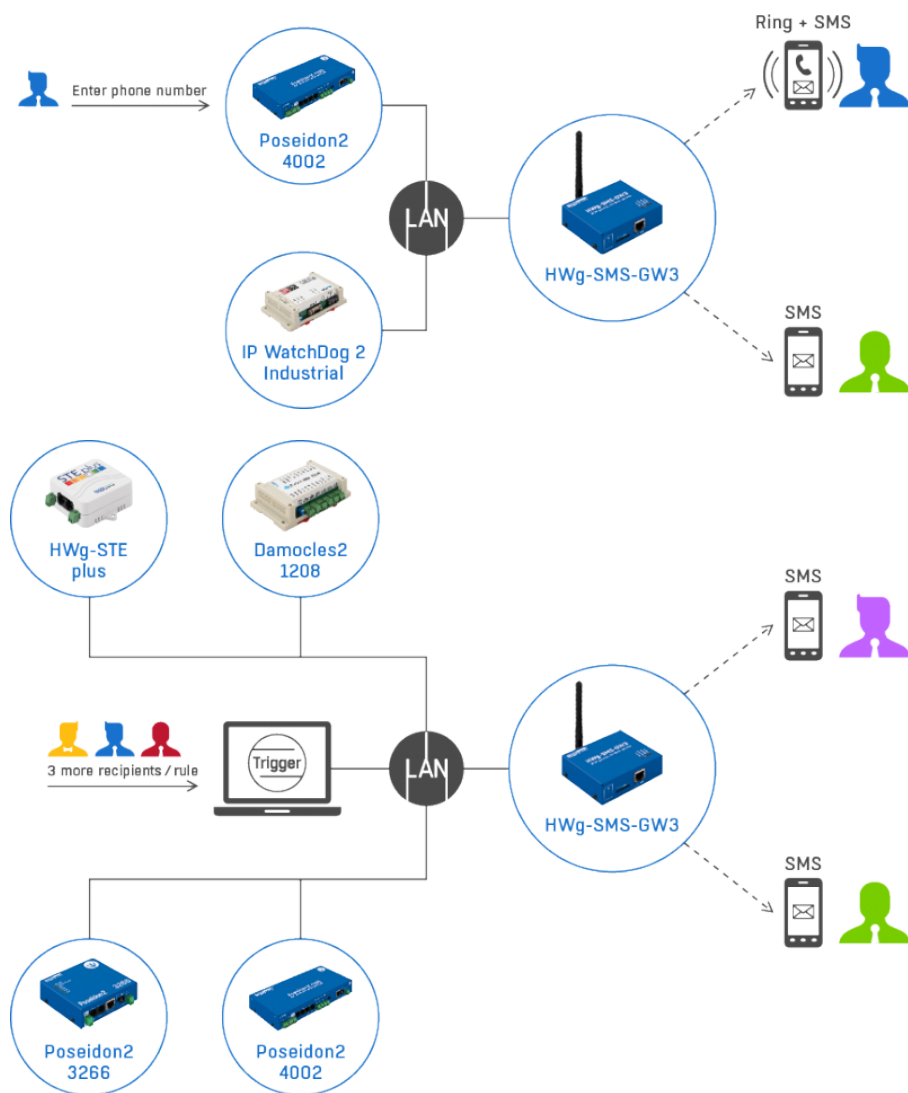 Ring + SMS
Enter phone number
Poseidon2
4002
LAN
HWg-SMS-GW3
IP WatchDog 2
Industrial
SMS
HWg-STE
plus
Damocles2
1208
SMS
3 more recipients / rule
Trigger
LAN
HWg-SMS-GW3
SMS
Poseidon2
3266
Poseidon2
4002